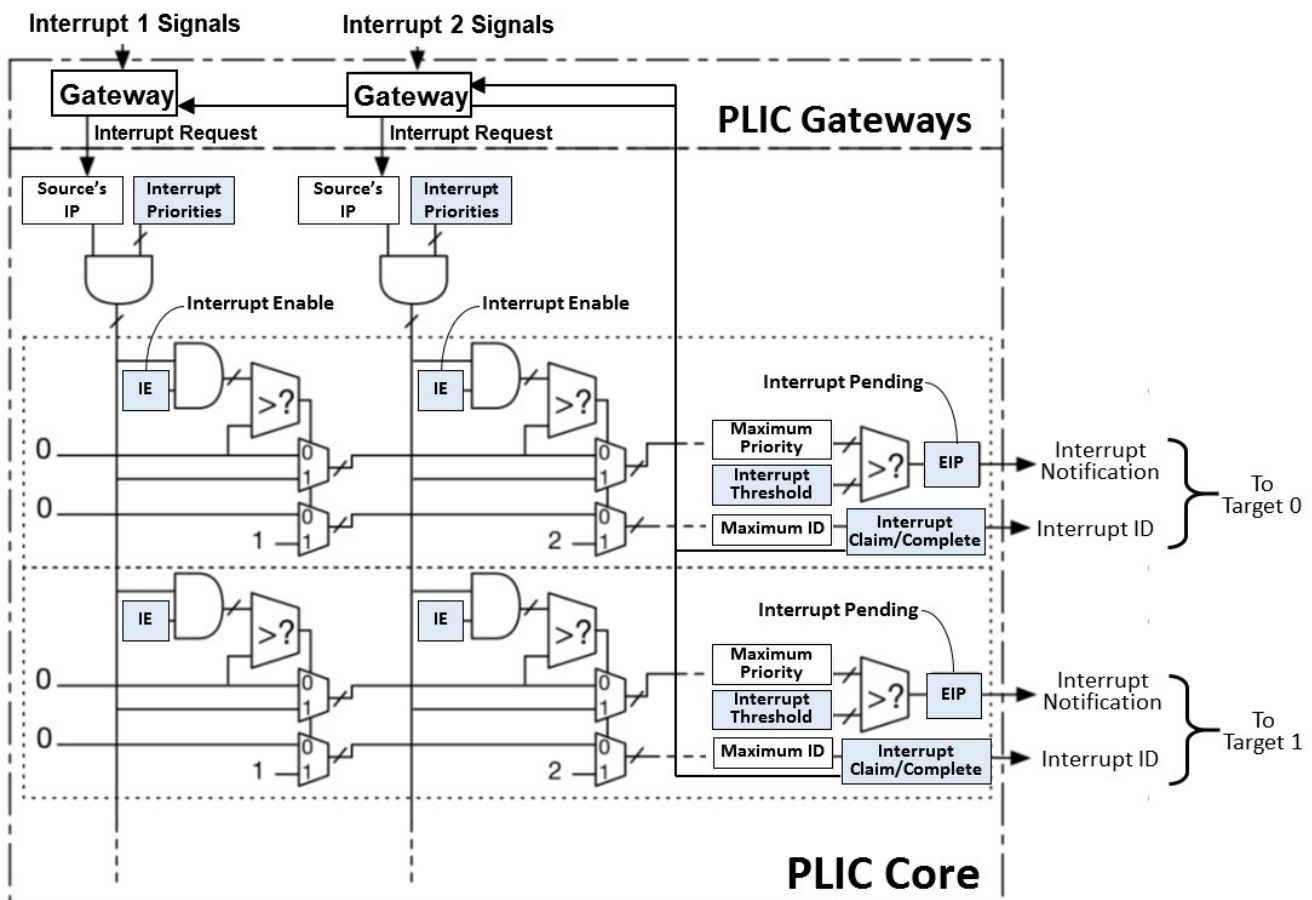 Interrupt 1 Signals
Interrupt 2 Signals
Gateway
Gateway
PLIC Gateways
Interrupt Request
Interrupt Request
Source's
IP
Interrupt
Priorities
Source's
IP
Interrupt
Priorities
Interrupt Enable
Interrupt Enable
IE
>?
IE
>?
Interrupt Pending
0
0
1
0
1
Maximum
Priority
Interrupt
Threshold
>?
EIP
Interrupt
Notification
0
0
1
1
0
1
2
Maximum ID
Interrupt
Claim/Complete
Interrupt ID
To
Target 0
IE
>?
IE
>?
Interrupt Pending
0
0
1
0
1
Maximum
Priority
Interrupt
Threshold
>?
EIP
Interrupt
Notification
0
0
1
1
0
1
2
Maximum ID
Interrupt
Claim/Complete
Interrupt ID
To
Target 1
PLIC Core